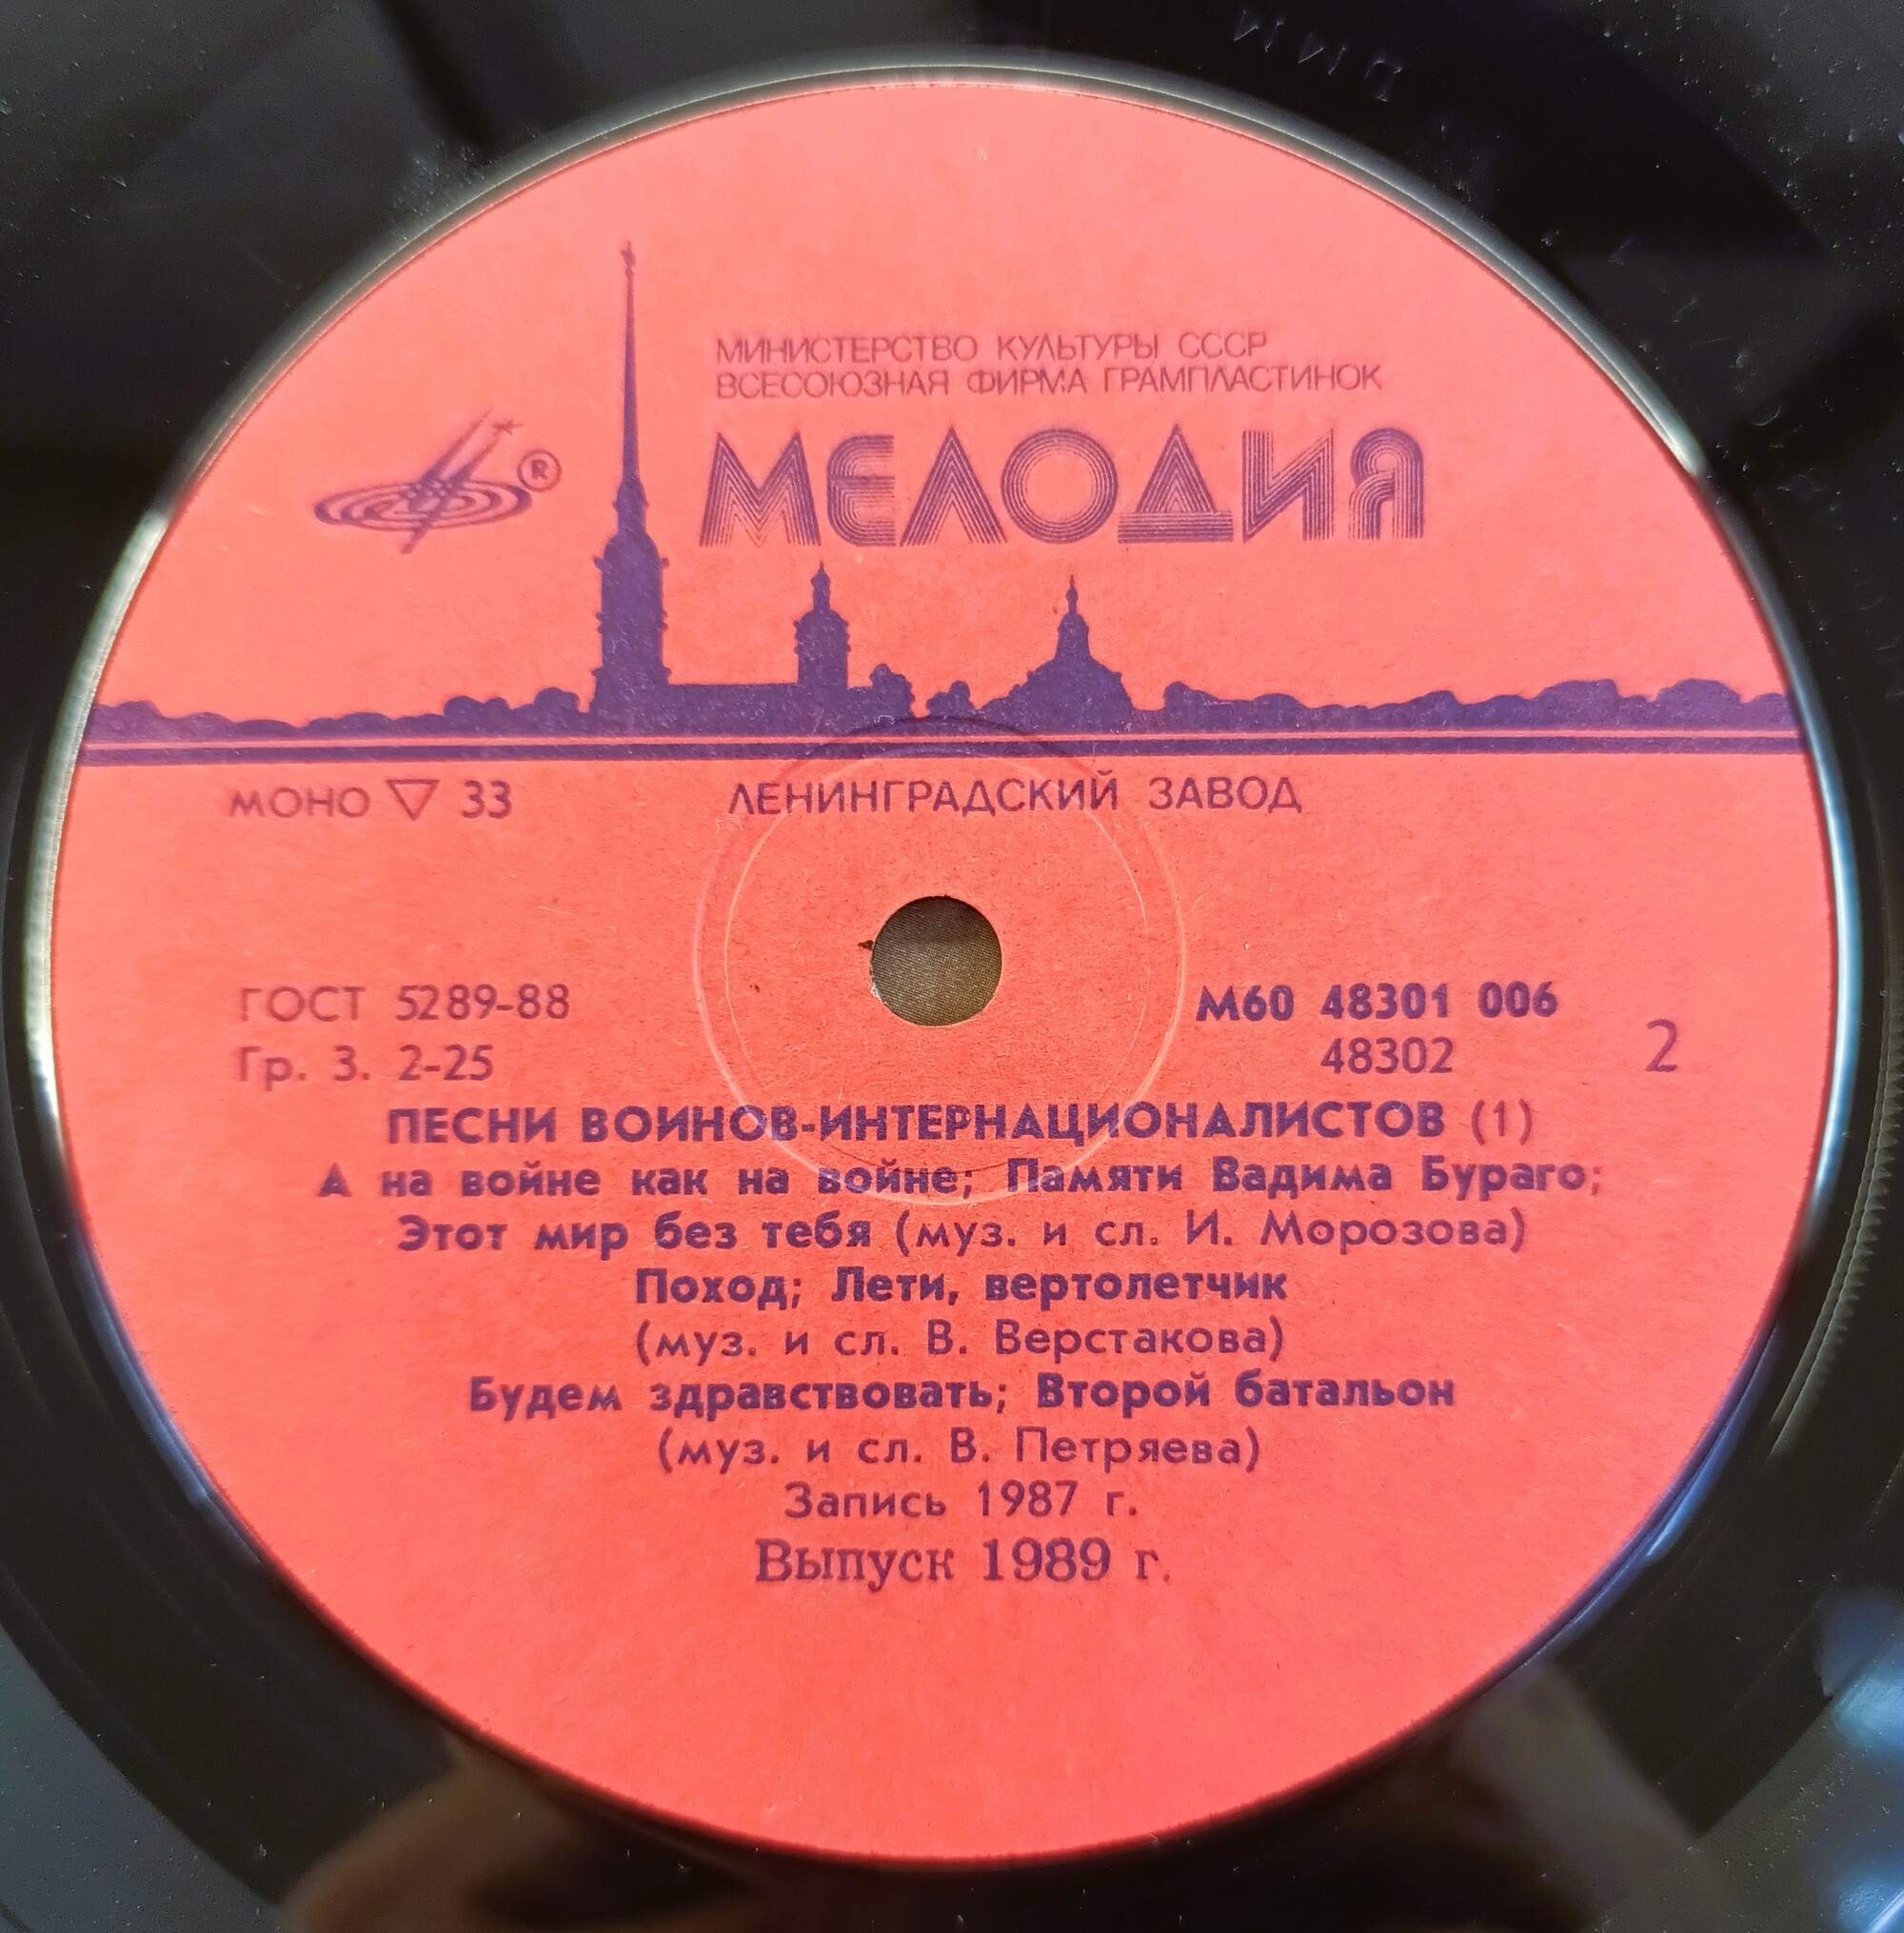 DMM
МИНИСТЕРСТВО КУЛЬТУРЫ СССР
ВСЕСОЮЗНАЯ ФИРМА ГРАМПЛАСТИНОК
МЕЛОДИЯ
®
МОНО ▽ 33 ЛЕНИНГРАДСКИЙ ЗАВОД
ГОСТ 5289-88 М60 48301 006
Гр. 3. 2-25 48302 2
ПЕСНИ ВОИНОВ-ИНТЕРНАЦИОНАЛИСТОВ (1)
А на войне как на войне; Памяти Вадима Бураго;
Этот мир без тебя (муз. и сл. И. Морозова)
Поход; Лети, вертолетчик
(муз. и сл. В. Верстакова)
Будем здравствовать; Второй батальон
(муз. и сл. В. Петряева)
Запись 1987 г.
Выпуск 1989 г.